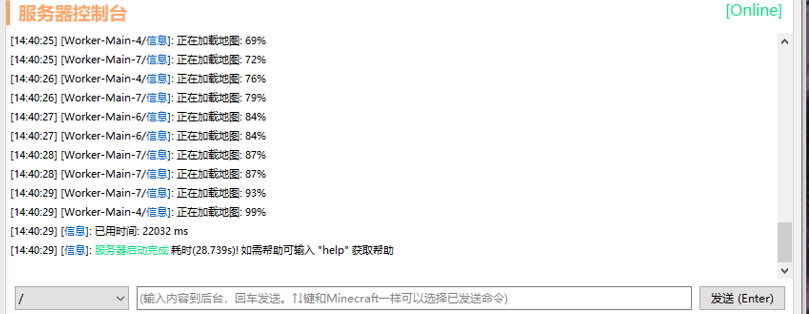 服务器控制台
[Online]
[14:40:25] [Worker-Main-4/信息]: 正在加载地图: 69%
[14:40:25] [Worker-Main-7/信息]: 正在加载地图: 72%
[14:40:26] [Worker-Main-4/信息]: 正在加载地图: 76%
[14:40:26] [Worker-Main-7/信息]: 正在加载地图: 79%
[14:40:27] [Worker-Main-6/信息]: 正在加载地图: 84%
[14:40:27] [Worker-Main-6/信息]: 正在加载地图: 84%
[14:40:28] [Worker-Main-7/信息]: 正在加载地图: 87%
[14:40:28] [Worker-Main-7/信息]: 正在加载地图: 87%
[14:40:29] [Worker-Main-7/信息]: 正在加载地图: 93%
[14:40:29] [Worker-Main-4/信息]: 正在加载地图: 99%
[14:40:29] [信息]: 已用时间: 22032 ms
[14:40:29] [信息]: 服务器启动完成 耗时(28.739s)! 如需帮助可输入 "help" 获取帮助
/
(输入内容到后台，回车发送。↑↓键和Minecraft一样可以选择已发送命令)
发送 (Enter)